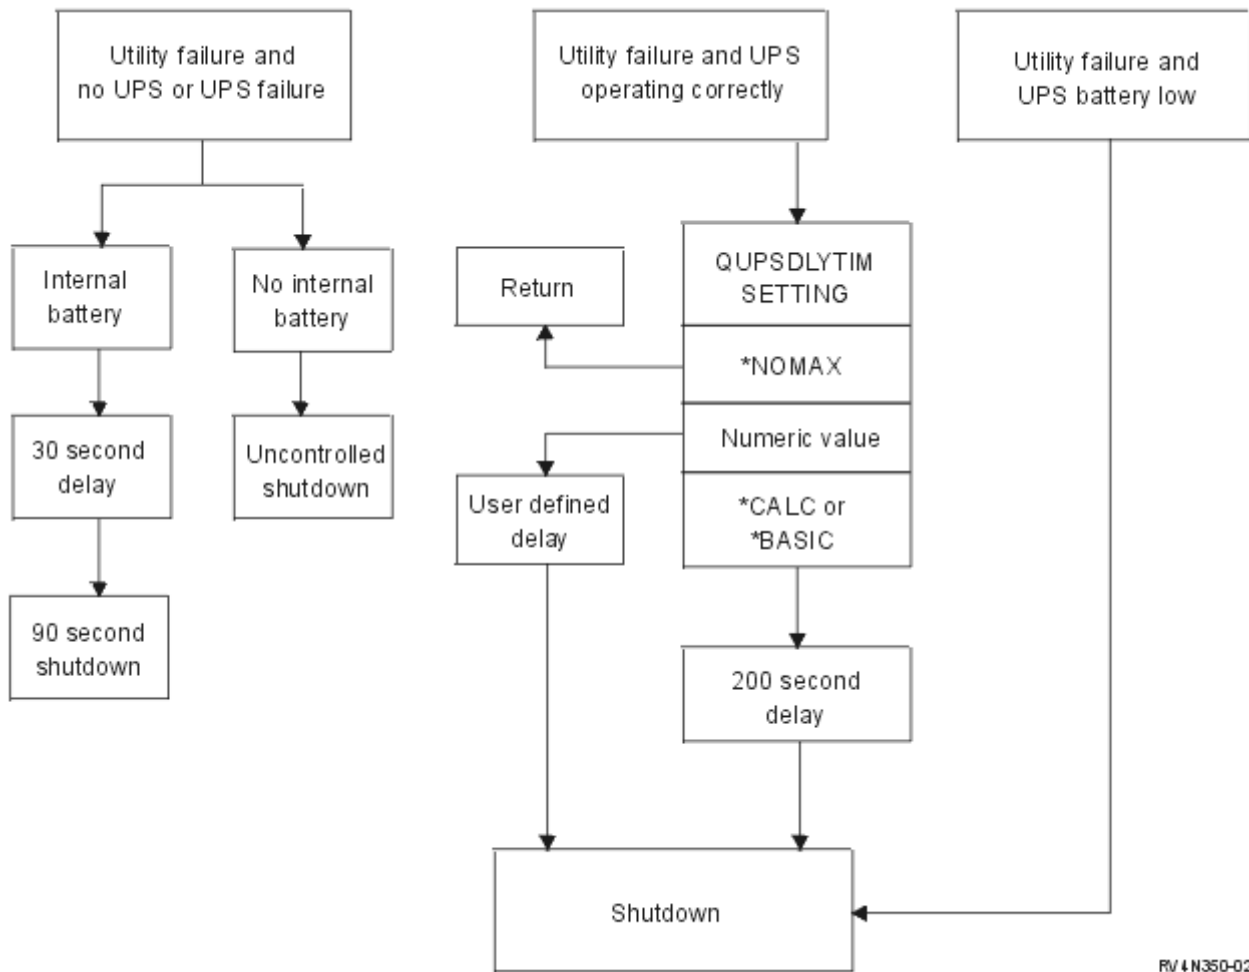 Utility failure and
no UPS or UPS failure
Utility failure and UPS
operating correctly
Utility failure and
UPS battery low
Internal
battery
No internal
battery
Return
QUPSDLYTIM
SETTING
*NOMAX
Numeric value
*CALC or
*BASIC
30 second
delay
Uncontrolled
shutdown
User defined
delay
90 second
shutdown
200 second
delay
Shutdown
RV4N350-02